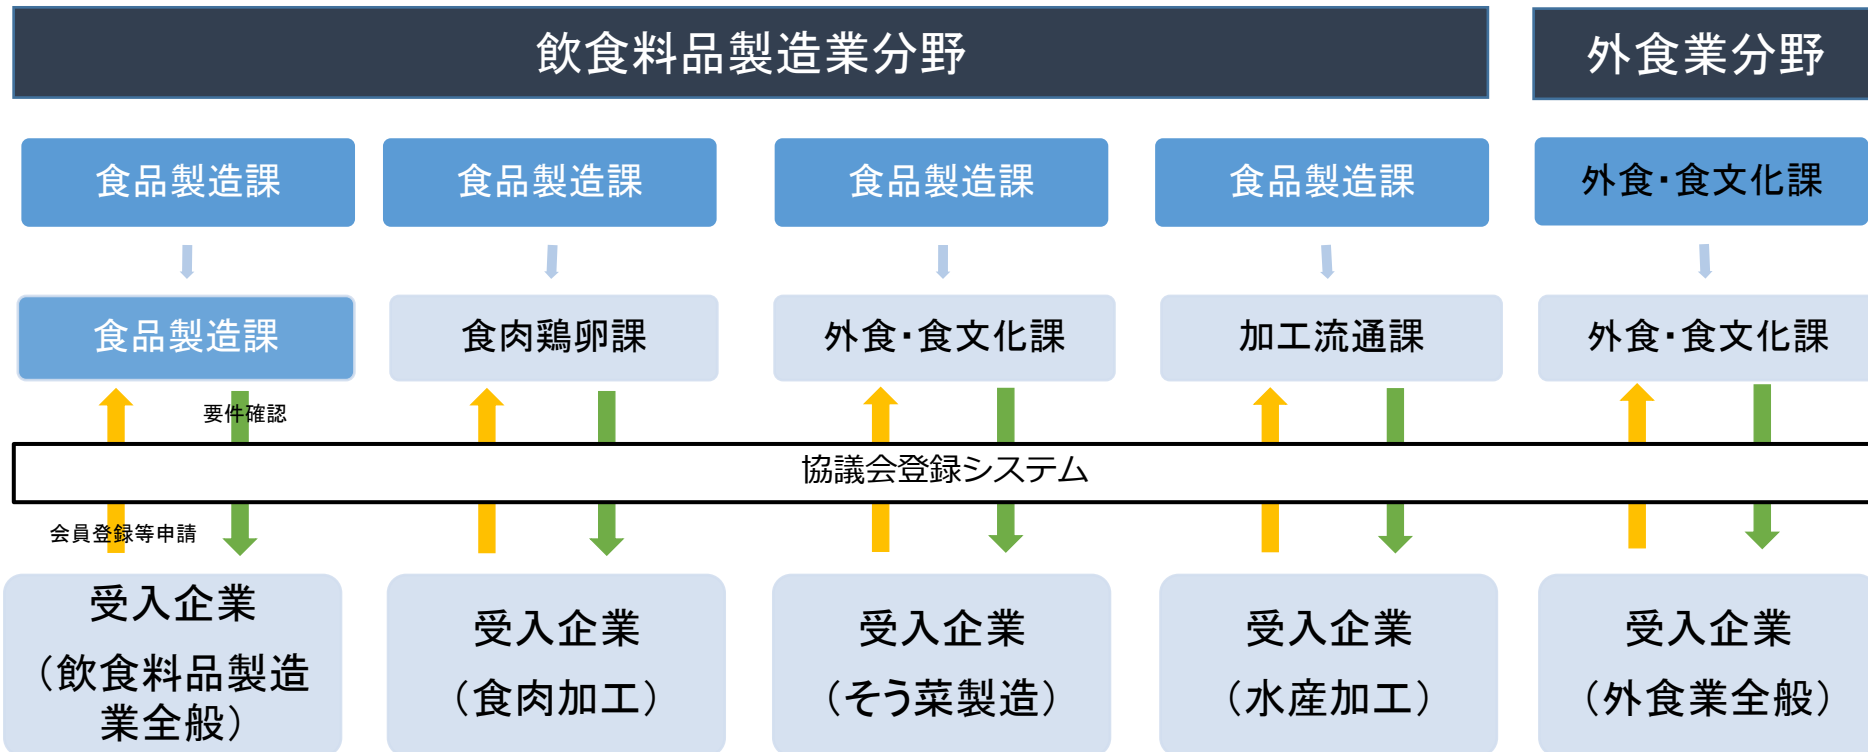 飲食料品製造業分野
外食業分野
食品製造課
食品製造課
食品製造課
食品製造課
外食・食文化課
食品製造課
食肉鶏卵課
外食・食文化課
加工流通課
外食・食文化課
要件確認
協議会登録システム
会員登録等申請
受入企業
（飲食料品製造
業全般）
受入企業
（食肉加工）
受入企業
（そう菜製造）
受入企業
（水産加工）
受入企業
（外食業全般）